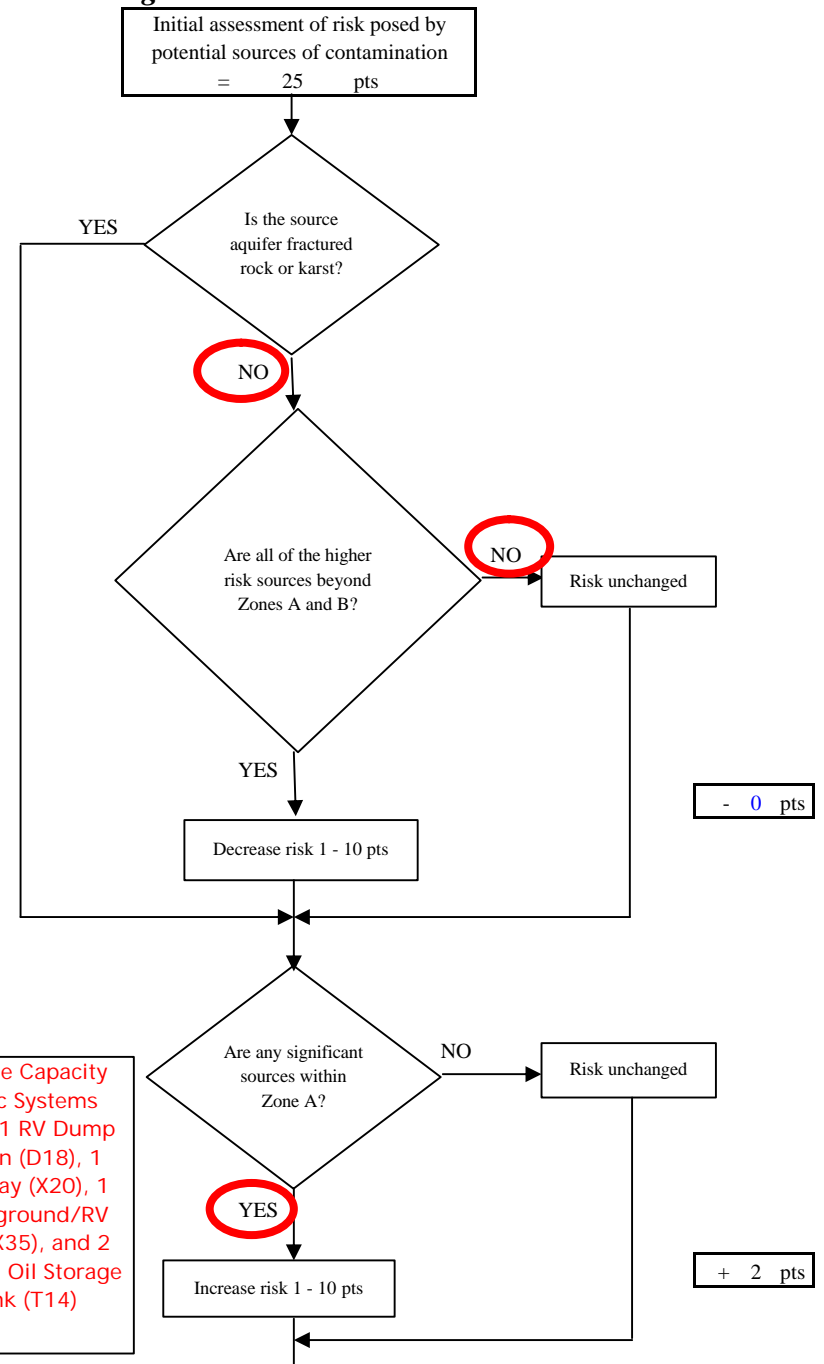 Initial assessment of risk posed by
potential sources of contamination
= 25 pts
Is the source
aquifer fractured
rock or karst?
YES
NO
Are all of the higher
risk sources beyond
Zones A and B?
NO
Risk unchanged
YES
- 0 pts
Decrease risk 1 - 10 pts
Are any significant
sources within
Zone A?
NO
Risk unchanged
e Capacity
c Systems
1 RV Dump
n (D18), 1
ay (X20), 1
ground/RV
X35), and 2
Oil Storage
nk (T14)
YES
Increase risk 1 - 10 pts
+ 2 pts